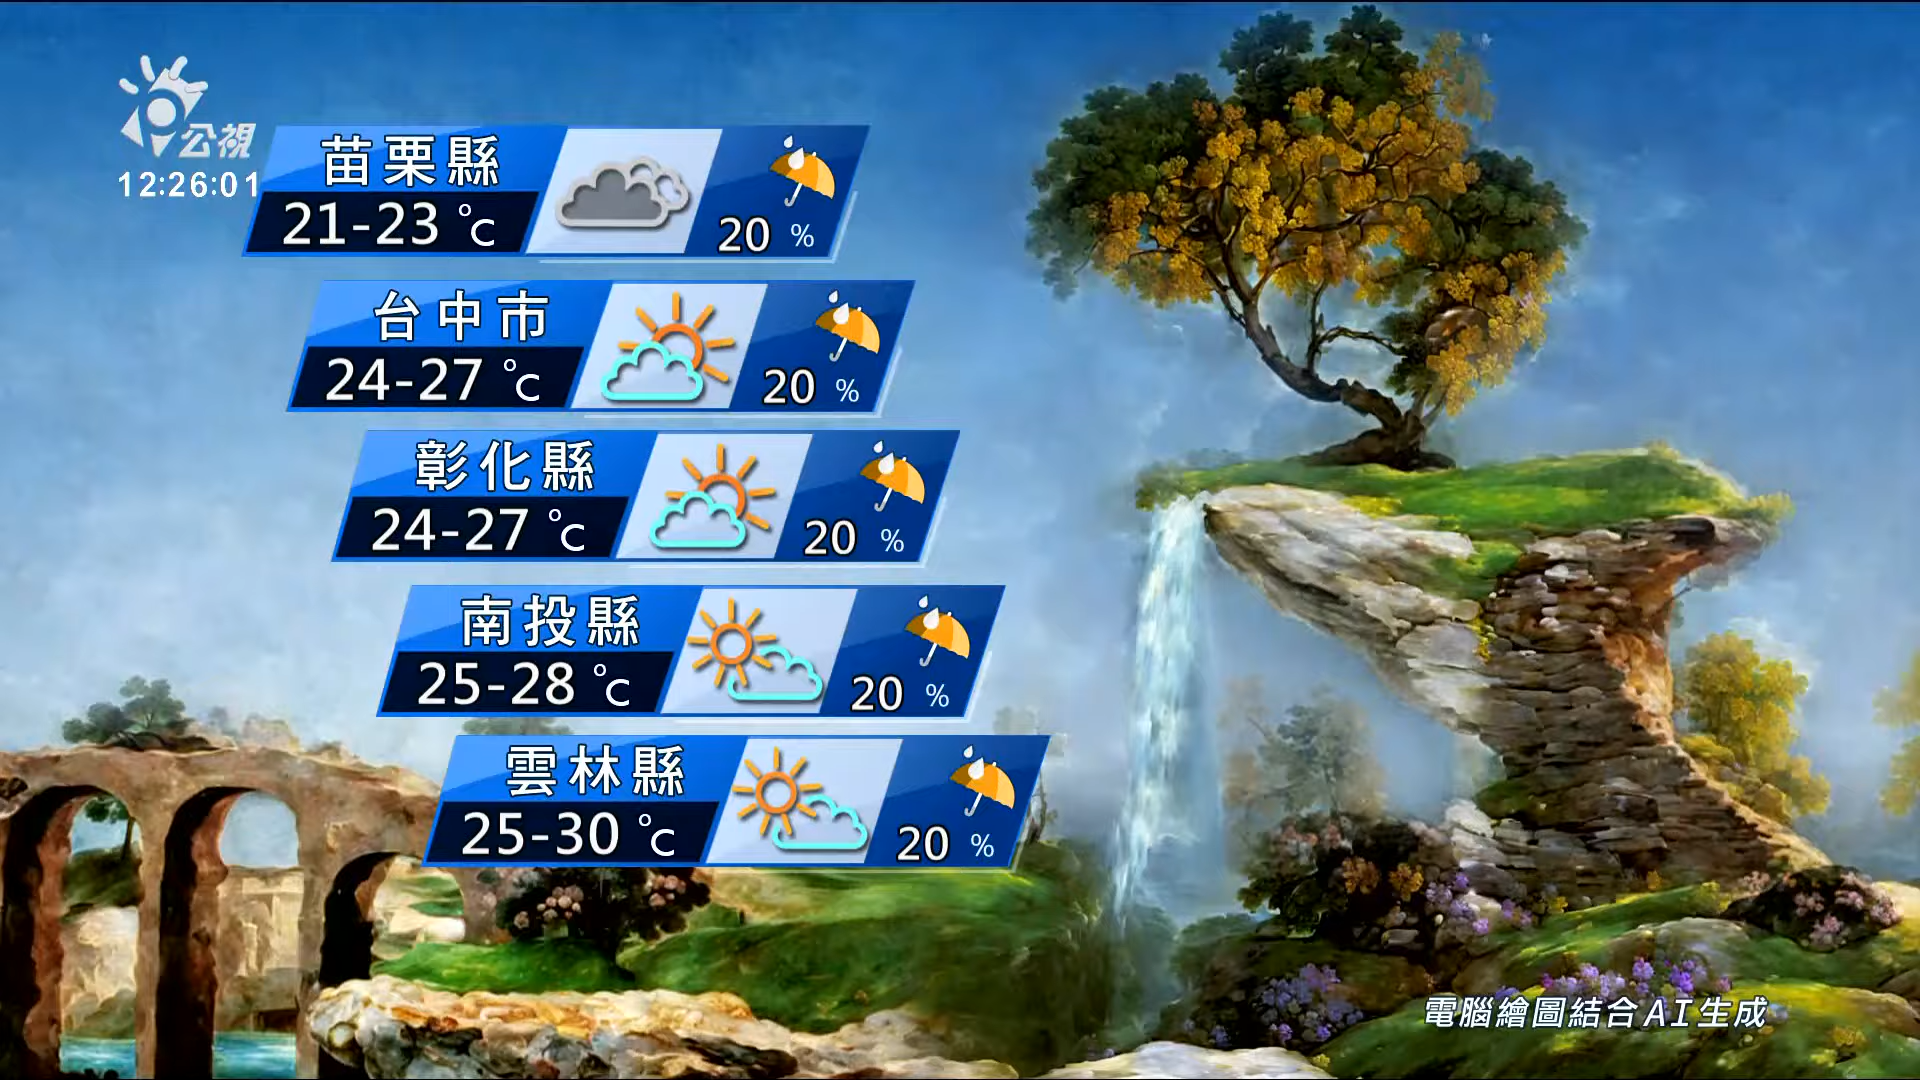 公視
12:26:01
苗栗縣
21-23 ℃
20 %
台中市
24-27 ℃
20 %
彰化縣
24-27 ℃
20 %
南投縣
25-28 ℃
20 %
雲林縣
25-30 ℃
20 %
電腦繪圖結合AI生成